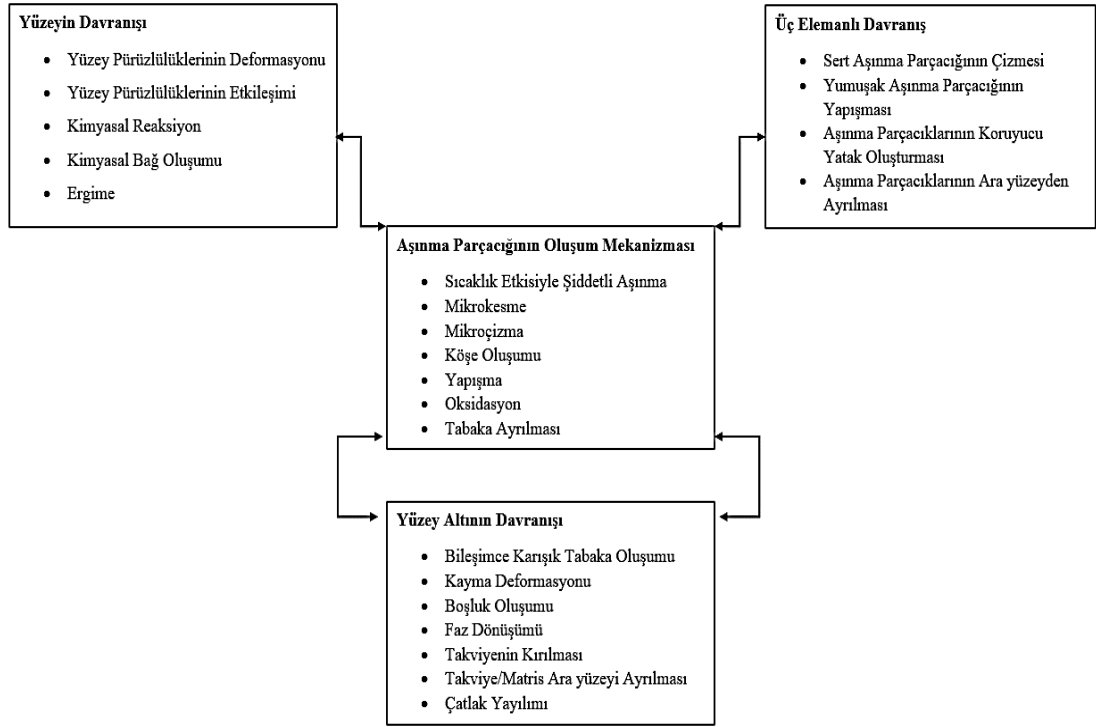 Yüzeyin Davranışı
• Yüzey Pürüzlülüklerinin Deformasyonu
• Yüzey Pürüzlülüklerinin Etkileşimi
• Kimyasal Reaksiyon
• Kimyasal Bağ Oluşumu
• Ergime
Üç Elemanlı Davranış
• Sert Aşınma Parçacığının Çizmesi
• Yumuşak Aşınma Parçacığının
Yapışması
• Aşınma Parçacıklarının Koruyucu
Yatak Oluşturması
• Aşınma Parçacıklarının Ara yüzeyden
Ayrılması
Aşınma Parçacığının Oluşum Mekanizması
• Sıcaklık Etkisiyle Şiddetli Aşınma
• Mikrokesme
• Mikroçizma
• Köşe Oluşumu
• Yapışma
• Oksidasyon
• Tabaka Ayrılması
Yüzey Altının Davranışı
• Bileşimce Karışık Tabaka Oluşumu
• Kayma Deformasyonu
• Boşluk Oluşumu
• Faz Dönüşümü
• Takviyenin Kırılması
• Takviye/Matris Ara yüzeyi Ayrılması
• Çatlak Yayılımı